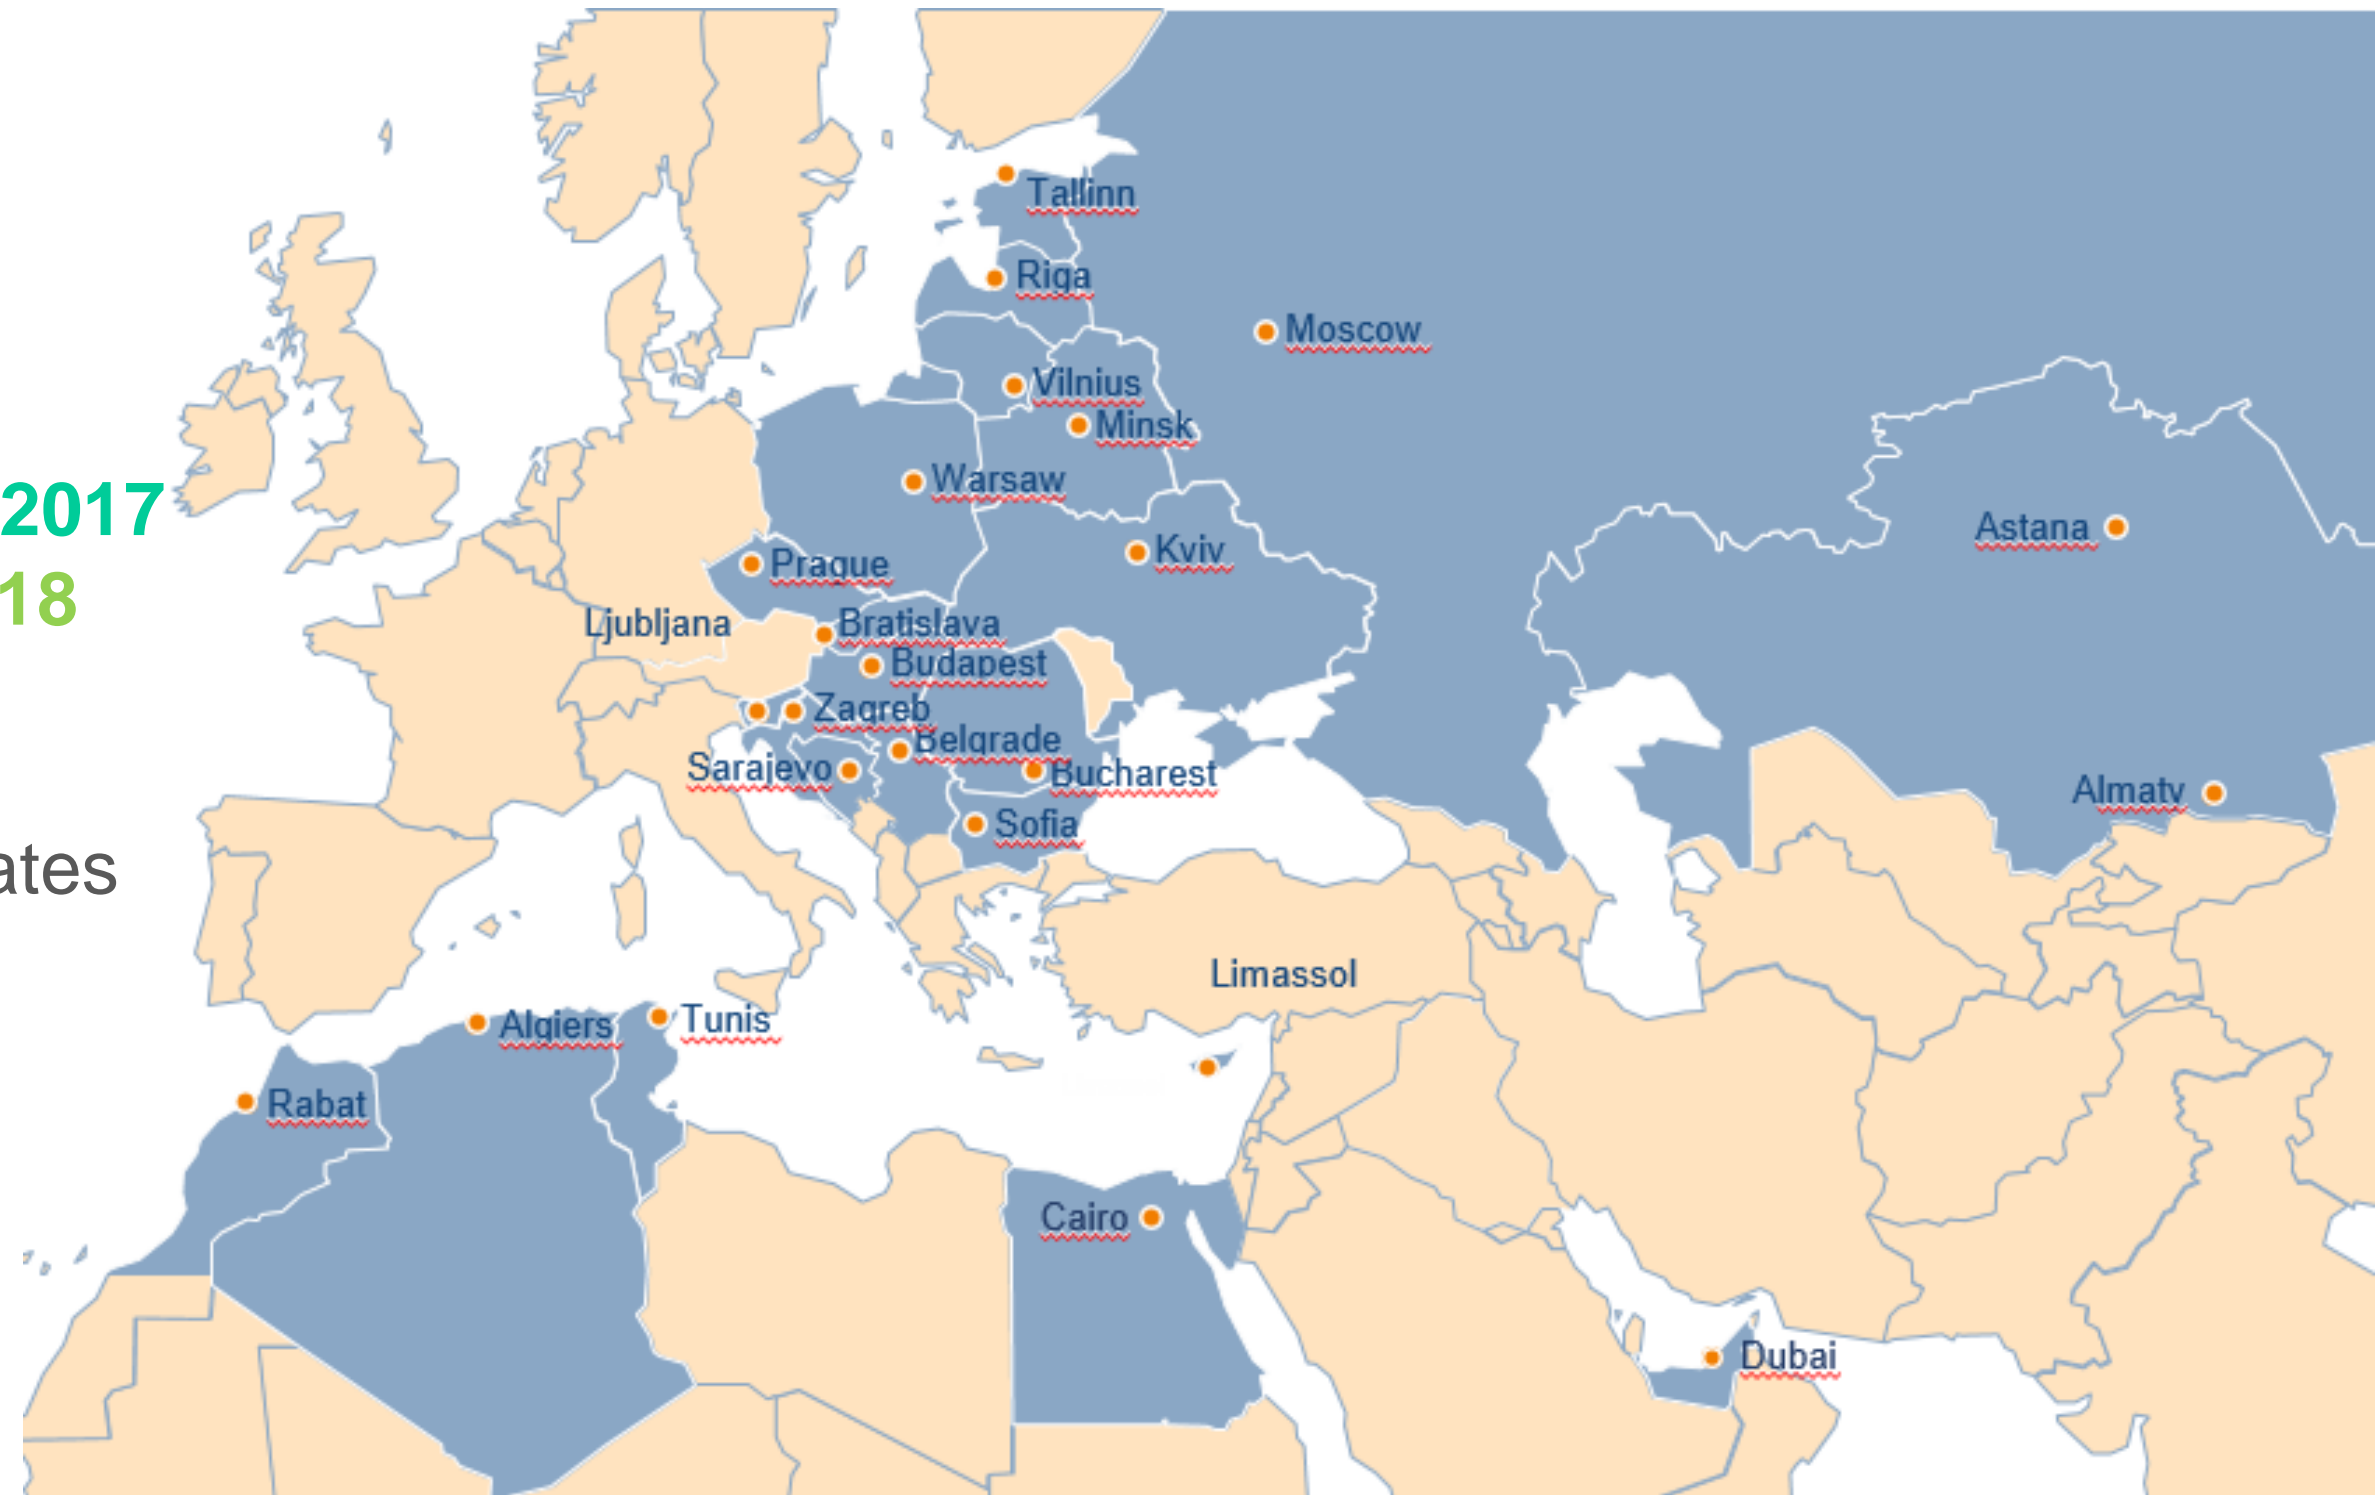 Tallinn
Riga
Moscow
Vilnius
Minsk
Warsaw
2017
Astana
Kyiv
Prague
18
Ljubljana
Bratislava
Budapest
Zagreb
Belgrade
Sarajevo
Bucharest
Almaty
Sofia
ates
Limassol
Algiers
Tunis
Rabat
Cairo
Dubai